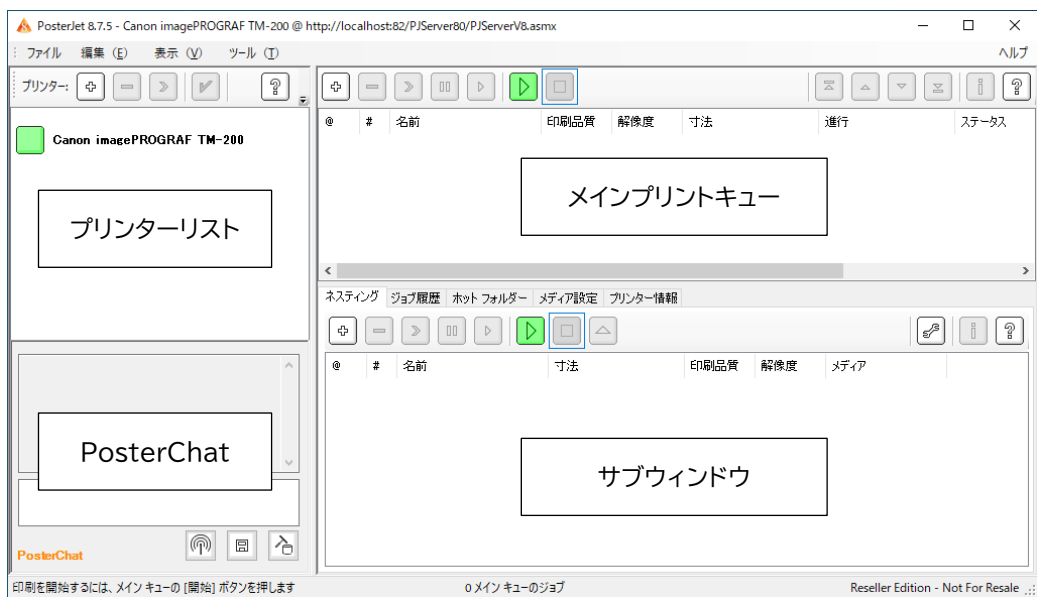 PosterJet 8.7.5 - Canon imagePROGRAF TM-200 @ http://localhost:82/PJServer80/PJServerV8.asmx
ファイル 編集 (E) 表示 (V) ツール (T) ヘルプ
プリンター:
Canon imagePROGRAF TM-200
プリンターリスト
@ # 名前 印刷品質 解像度 寸法 進行 ステータス
メインプリントキュー
ネスティング ジョブ履歴 ホット フォルダー メディア設定 プリンター情報
@ # 名前 寸法 印刷品質 解像度 メディア
サブウィンドウ
PosterChat
PosterChat
印刷を開始するには、メイン キューの [開始] ボタンを押します 0 メイン キューのジョブ Reseller Edition - Not For Resale